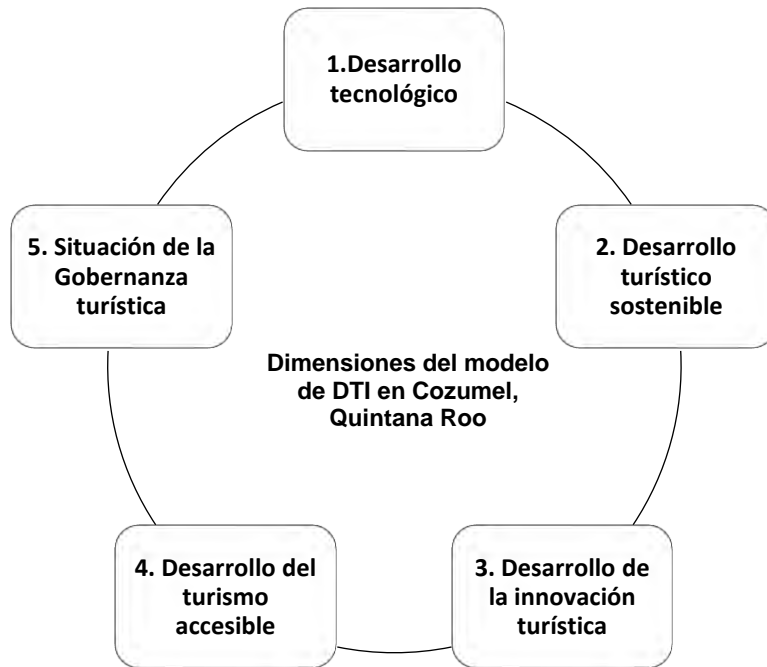 1.Desarrollo
tecnológico
2. Desarrollo
turístico
sostenible
3. Desarrollo de
la innovación
turística
4. Desarrollo del
turismo
accesible
5. Situación de la
Gobernanza
turística
Dimensiones del modelo
de DTI en Cozumel,
Quintana Roo